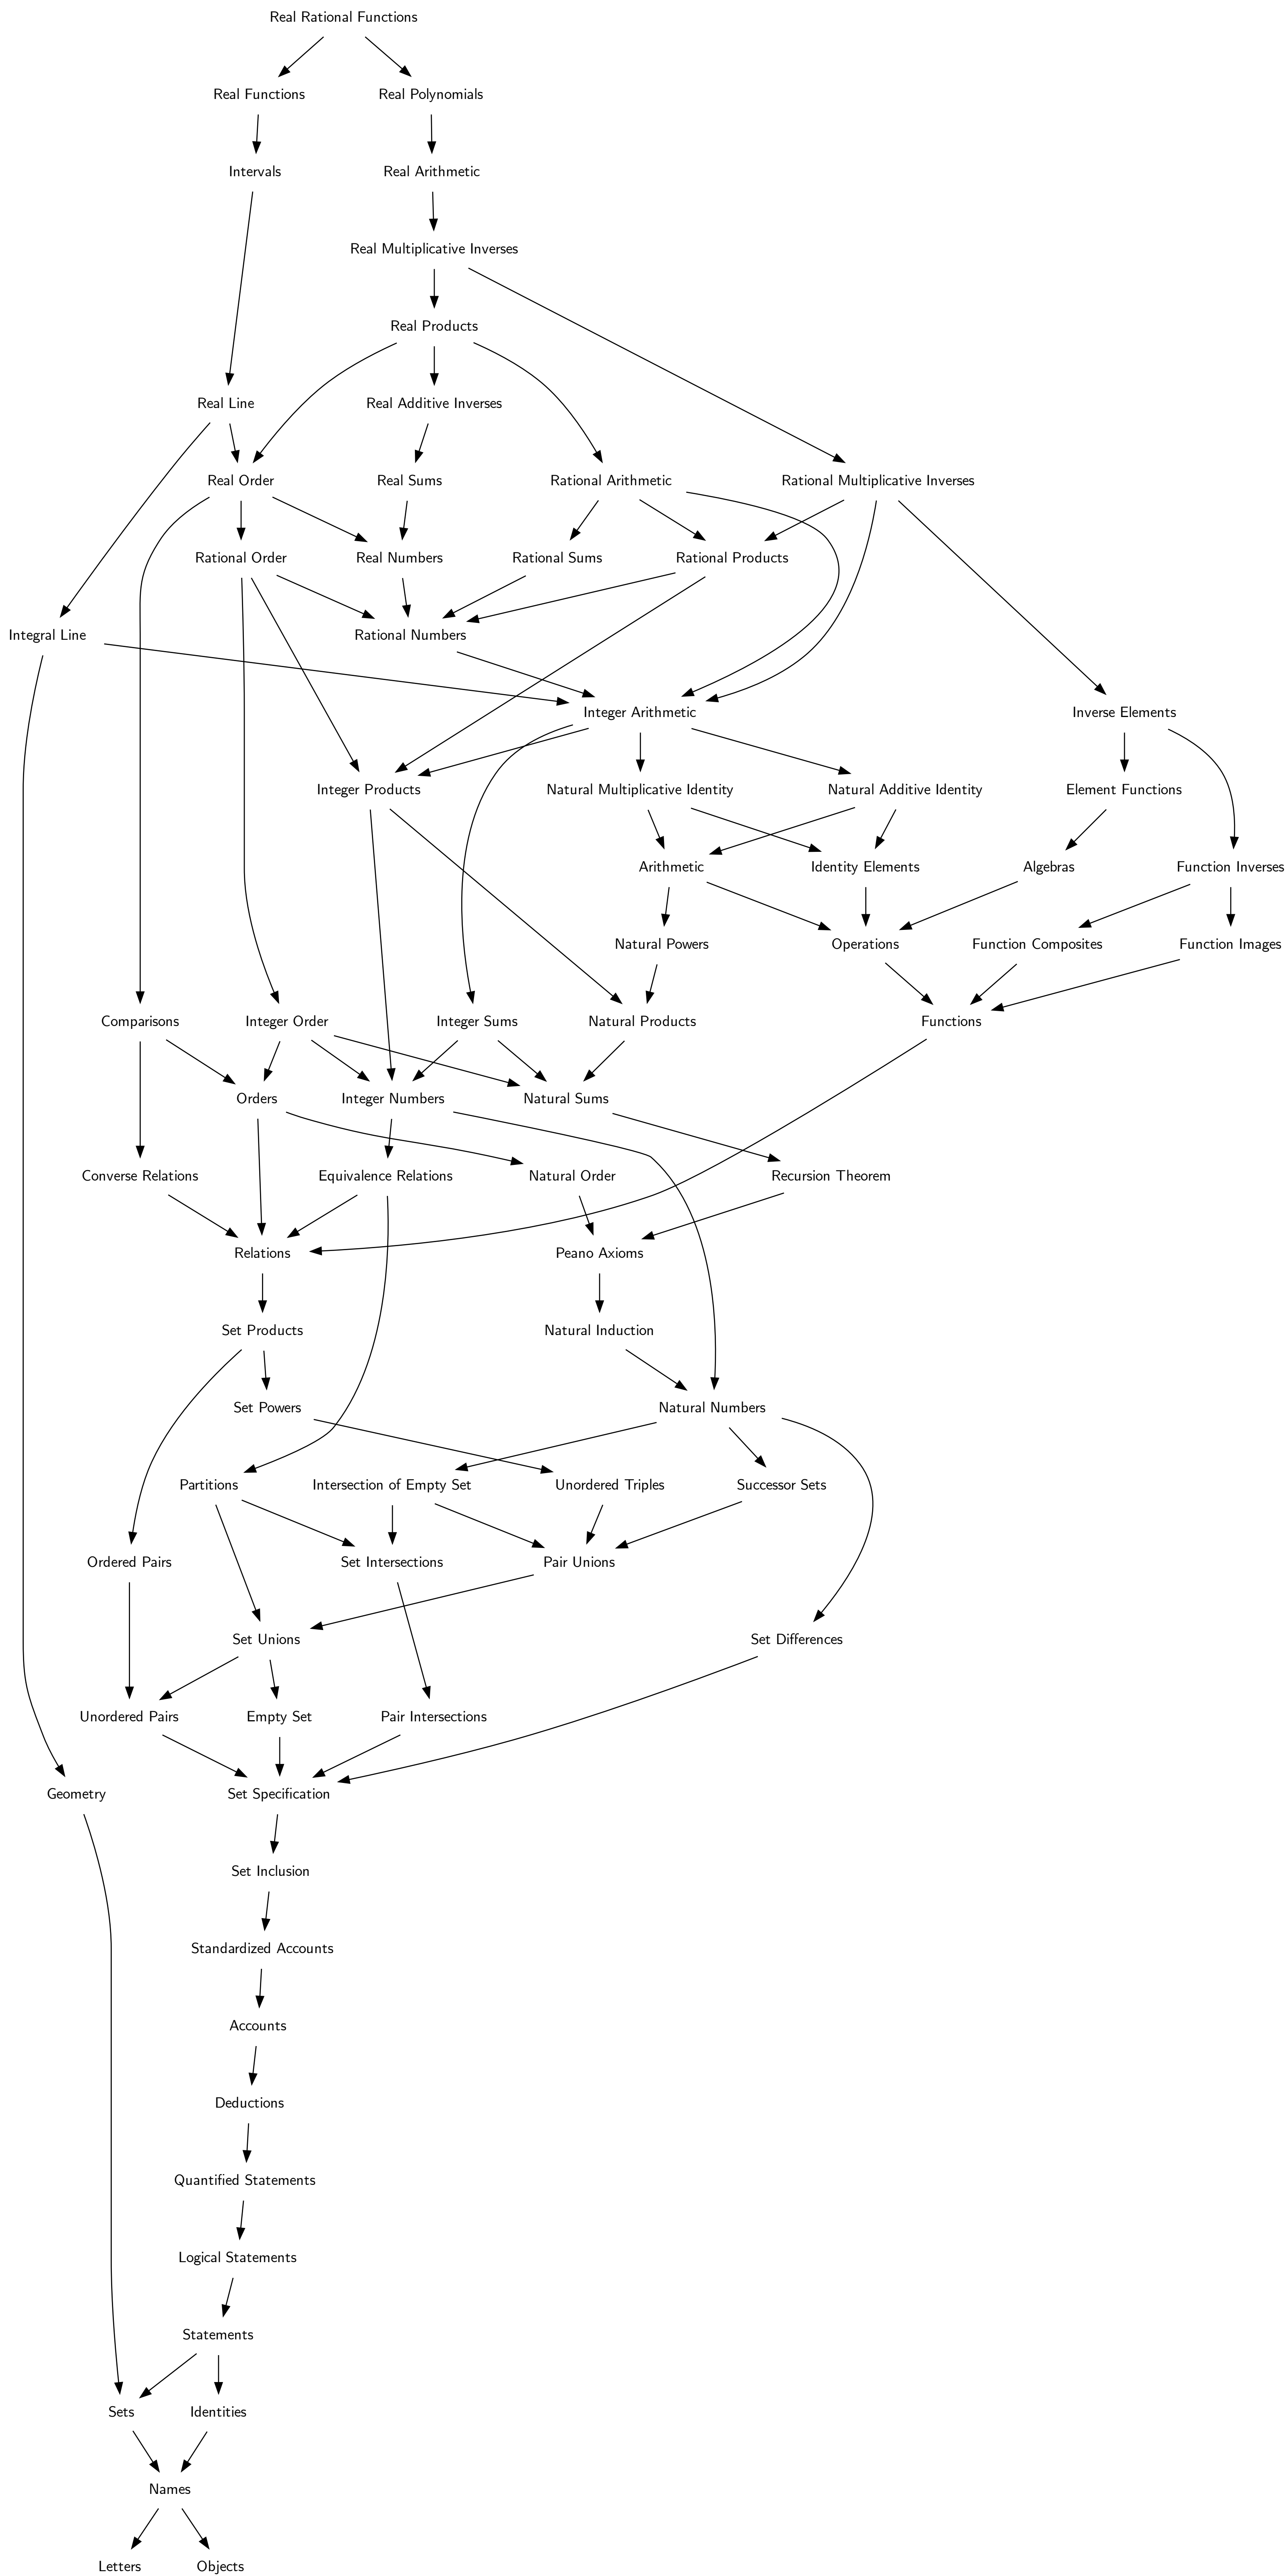 Real Rational Functions
Real Functions
Real Polynomials
Intervals
Real Arithmetic
Real Multiplicative Inverses
Real Products
Real Line
Real Additive Inverses
Real Order
Real Sums
Rational Arithmetic
Rational Multiplicative Inverses
Rational Order
Real Numbers
Rational Sums
Rational Products
Integral Line
Rational Numbers
Integer Arithmetic
Inverse Elements
Integer Products
Natural Multiplicative Identity
Natural Additive Identity
Element Functions
Arithmetic
Identity Elements
Algebras
Function Inverses
Natural Powers
Operations
Function Composites
Function Images
Comparisons
Integer Order
Integer Sums
Natural Products
Functions
Orders
Integer Numbers
Natural Sums
Converse Relations
Equivalence Relations
Natural Order
Recursion Theorem
Relations
Peano Axioms
Set Products
Natural Induction
Set Powers
Natural Numbers
Partitions
Intersection of Empty Set
Unordered Triples
Successor Sets
Ordered Pairs
Set Intersections
Pair Unions
Set Unions
Set Differences
Unordered Pairs
Empty Set
Pair Intersections
Geometry
Set Specification
Set Inclusion
Standardized Accounts
Accounts
Deductions
Quantified Statements
Logical Statements
Statements
Sets
Identities
Names
Letters
Objects